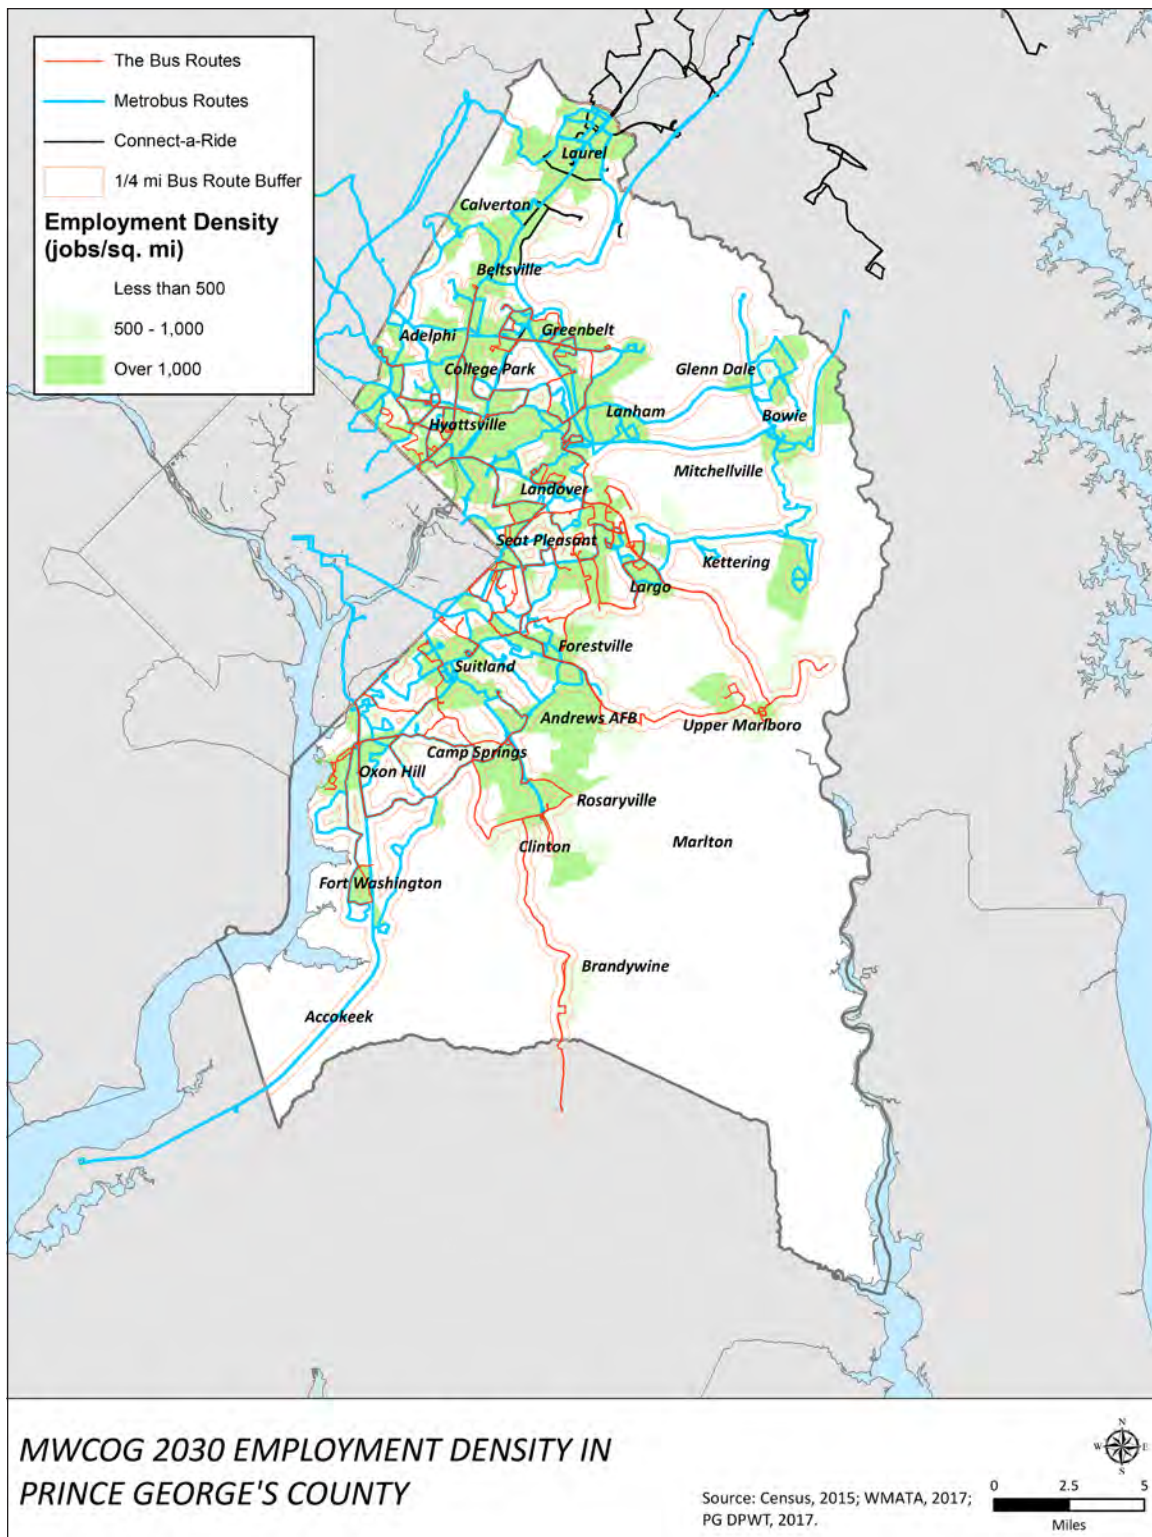 The Bus Routes
Metrobus Routes
Connect-a-Ride
1/4 mi Bus Route Buffer
Employment Density
(jobs/sq. mi)
Less than 500
500 - 1,000
Over 1,000
Laurel
Calverton
Beltsville
Adelphi
Greenbelt
College Park
Glenn Dale
Hyattsville
Lanham
Bowie
Mitchellville
Landover
Seat Pleasant
Kettering
Largo
Forestville
Suitland
Andrews AFB
Upper Marlboro
Camp Springs
Oxon Hill
Rosaryville
Clinton
Marlton
Fort Washington
Brandywine
Accokeek
MWCOG 2030 EMPLOYMENT DENSITY IN
PRINCE GEORGE'S COUNTY
Source: Census, 2015; WMATA, 2017;
PG DPWT, 2017.
N
W E
S
0 2.5 5
Miles